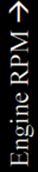 Engine RPM →